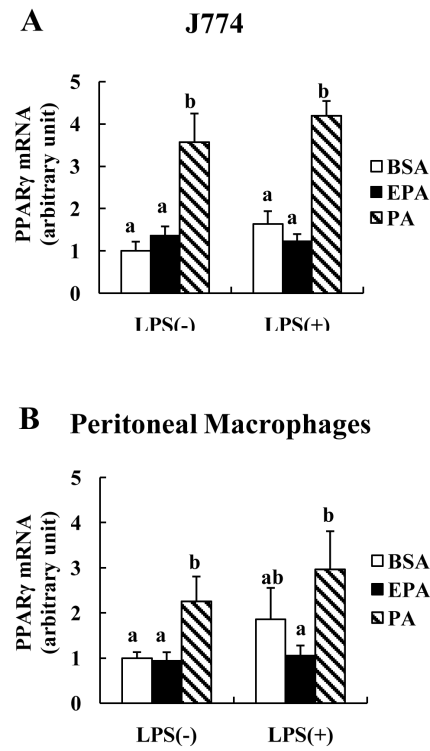 A J774
PPARγ mRNA
(arbitrary unit)
5
4
3
2
1
0
a
a
b
a
a
b
LPS(-) LPS(+)
BSA
EPA
PA
B Peritoneal Macrophages
PPARγ mRNA
(arbitrary unit)
5
4
3
2
1
0
a
a
b
ab
a
b
LPS(-) LPS(+)
BSA
EPA
PA